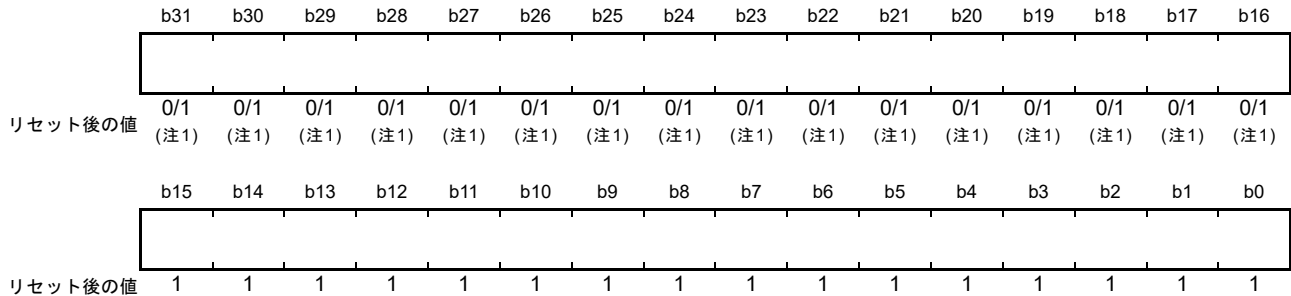 b31 b30 b29 b28 b27 b26 b25 b24 b23 b22 b21 b20 b19 b18 b17 b16
リセット後の値 0/1 0/1 0/1 0/1 0/1 0/1 0/1 0/1 0/1 0/1 0/1 0/1 0/1 0/1 0/1 0/1
(注1) (注1) (注1) (注1) (注1) (注1) (注1) (注1) (注1) (注1) (注1) (注1) (注1) (注1) (注1) (注1)
b15 b14 b13 b12 b11 b10 b9 b8 b7 b6 b5 b4 b3 b2 b1 b0
リセット後の値 1 1 1 1 1 1 1 1 1 1 1 1 1 1 1 1